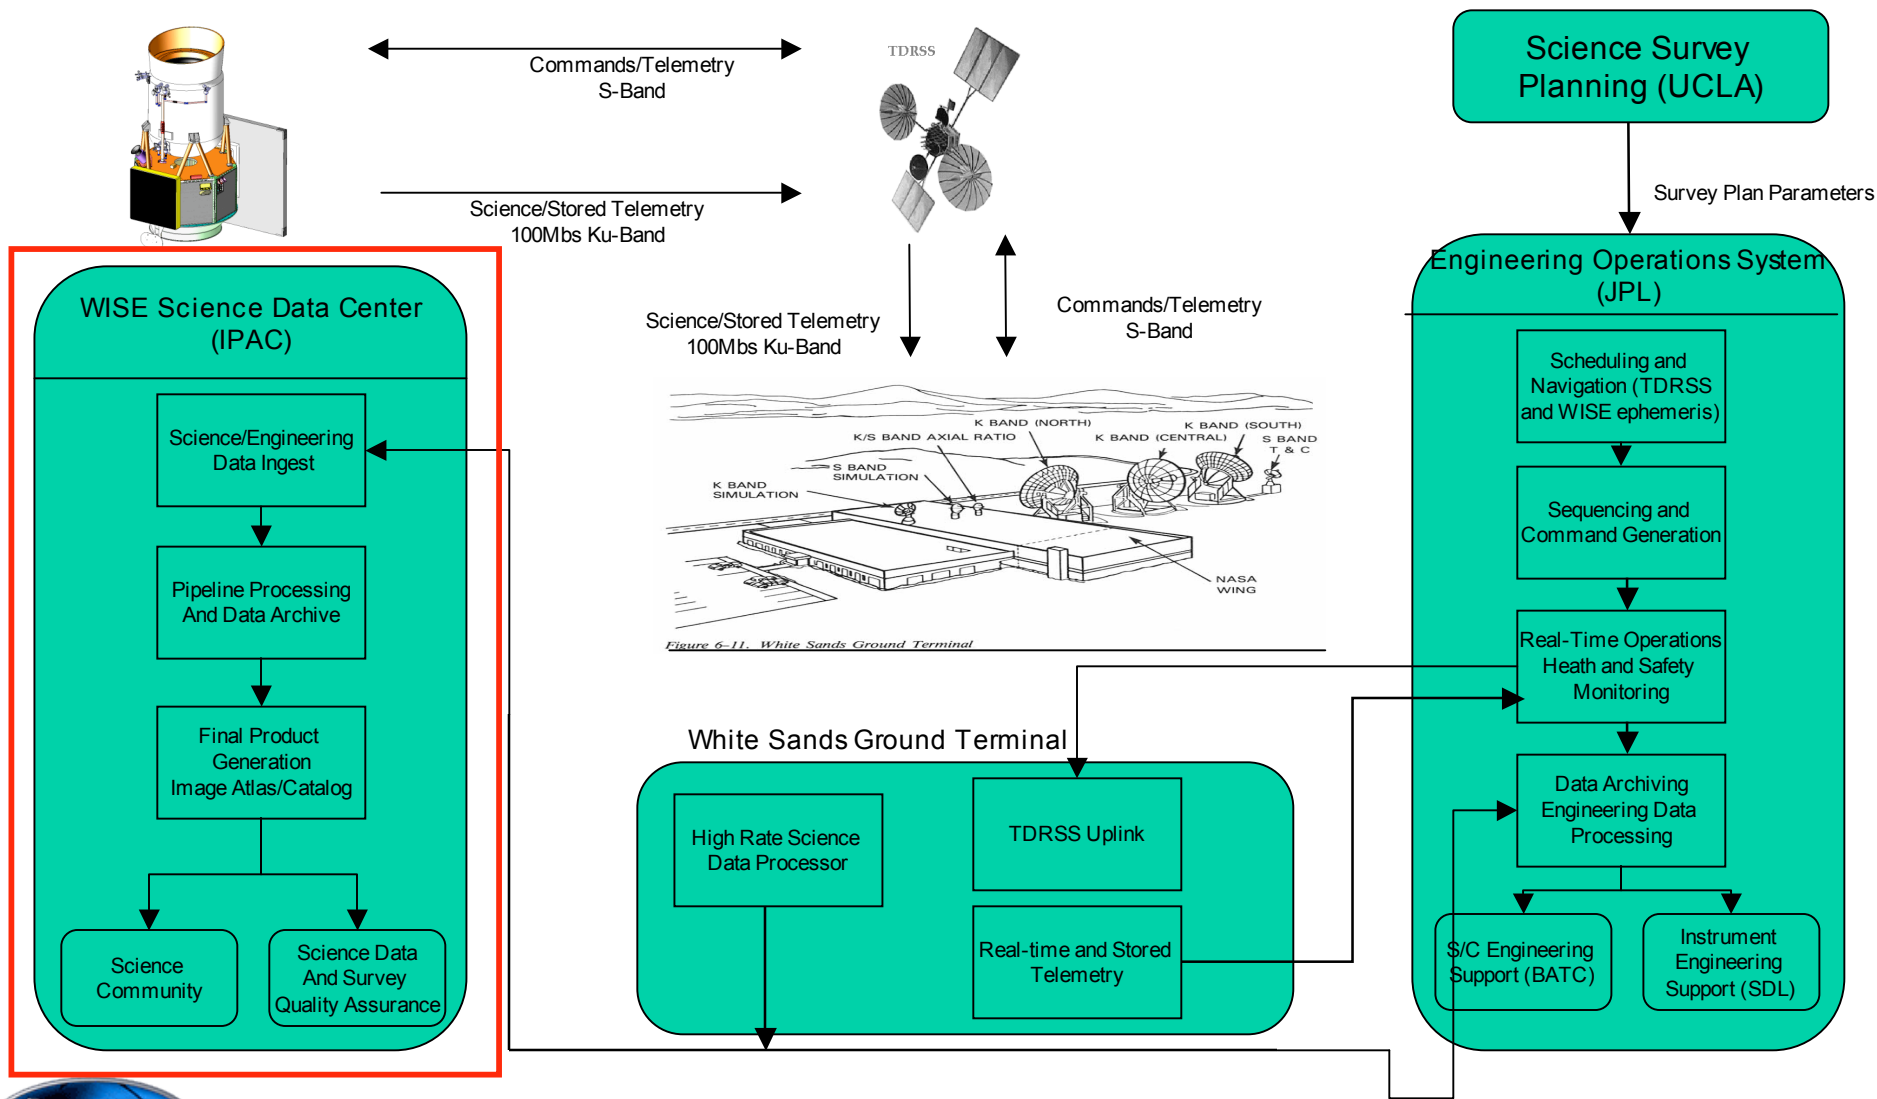 Commands/Telemetry
S-Band
TDRSS
Science/Stored Telemetry
100Mbs Ku-Band
Science Survey
Planning (UCLA)
Survey Plan Parameters
Science/Stored Telemetry
100Mbs Ku-Band
Commands/Telemetry
S-Band
WISE Science Data Center
(IPAC)
Science/Engineering
Data Ingest
Pipeline Processing
And Data Archive
Final Product
Generation
Image Atlas/Catalog
Science
Community
Science Data
And Survey
Quality Assurance
K BAND (NORTH)
K/S BAND AXIAL RATIO
K BAND (SOUTH)
K BAND (CENTRAL)
S BAND
T & C
S BAND
SIMULATION
K BAND
SIMULATION
NASA
WING
Figure 6-11. White Sands Ground Terminal
White Sands Ground Terminal
High Rate Science
Data Processor
TDRSS Uplink
Real-time and Stored
Telemetry
Engineering Operations System
(JPL)
Scheduling and
Navigation (TDRSS
and WISE ephemeris)
Sequencing and
Command Generation
Real-Time Operations
Heath and Safety
Monitoring
Data Archiving
Engineering Data
Processing
S/C Engineering
Support (BATC)
Instrument
Engineering
Support (SDL)